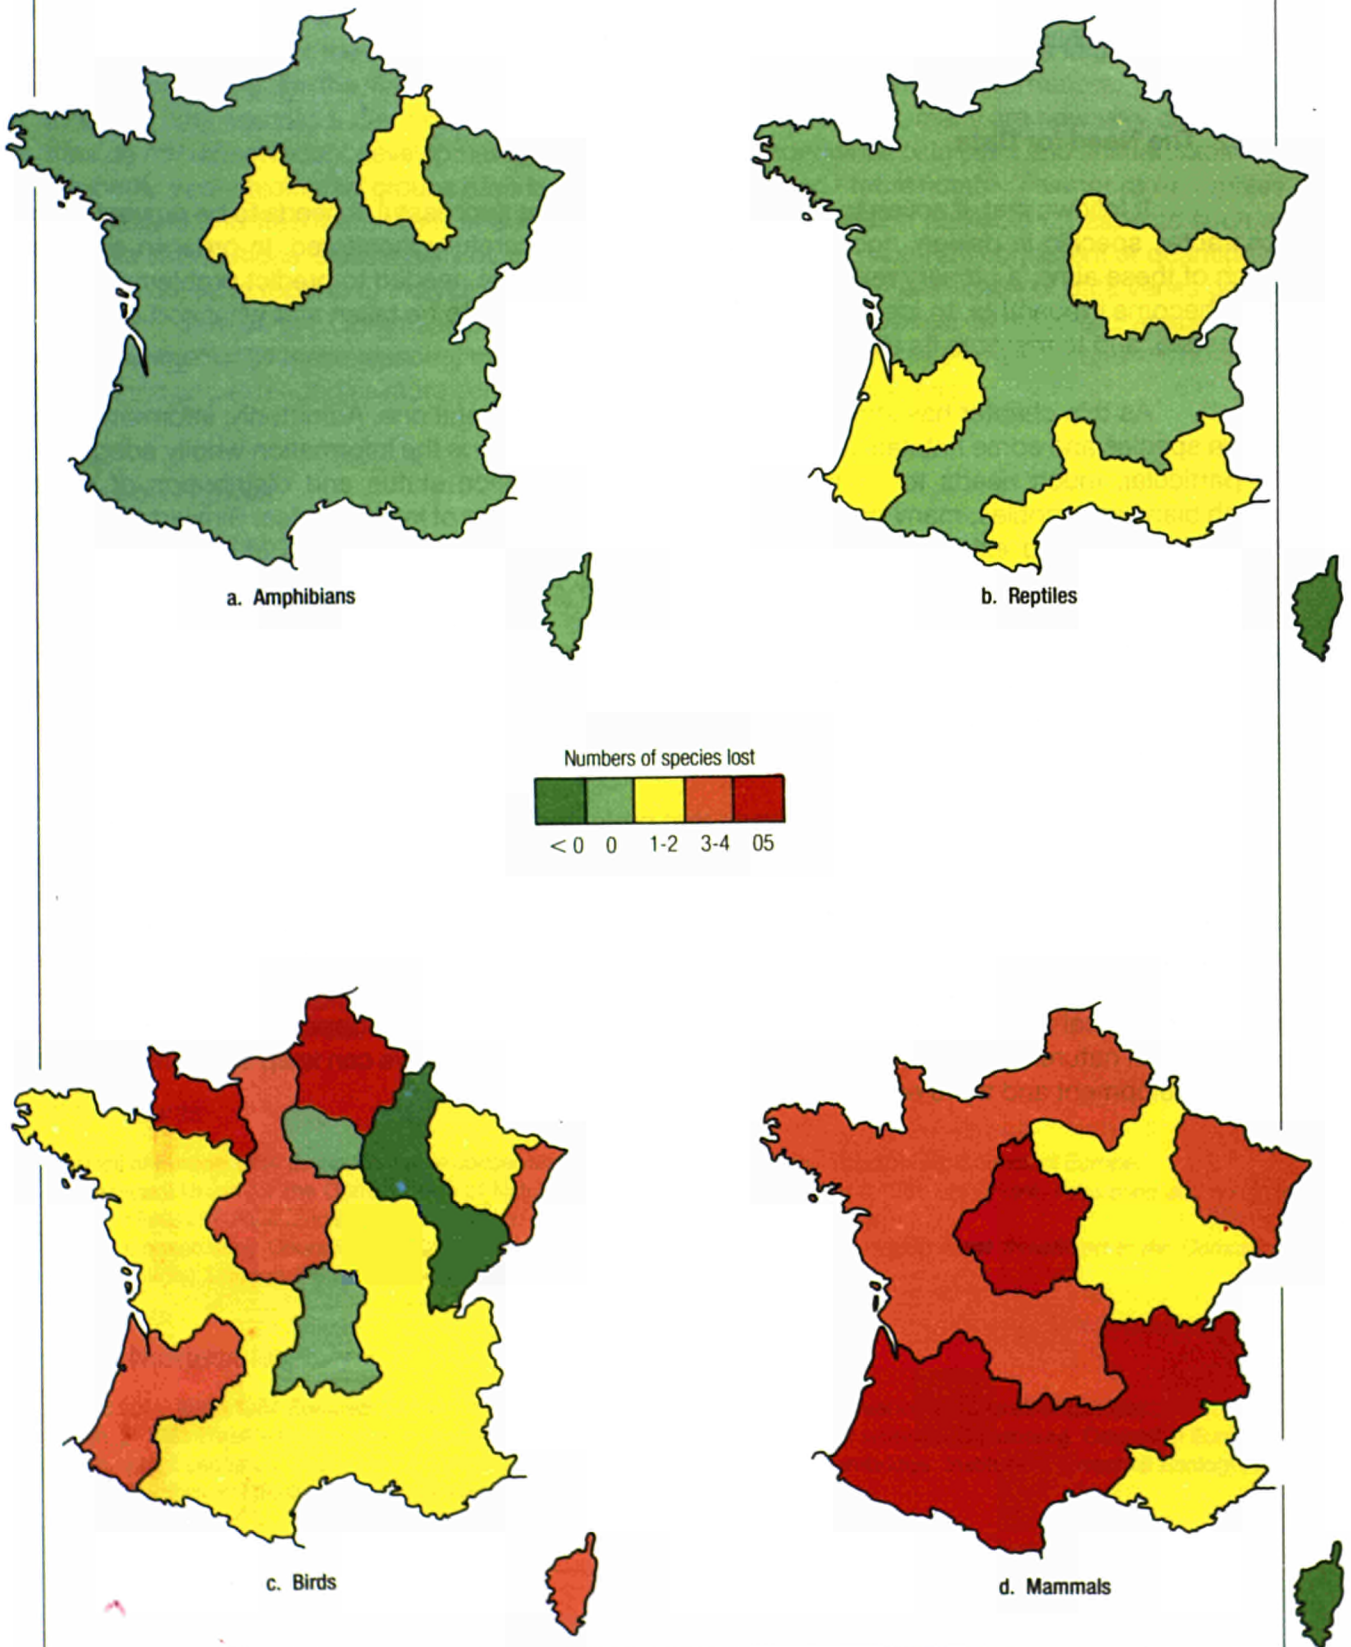 a. Amphibians
b. Reptiles
Numbers of species lost
< 0 0 1-2 3-4 05
c. Birds
d. Mammals